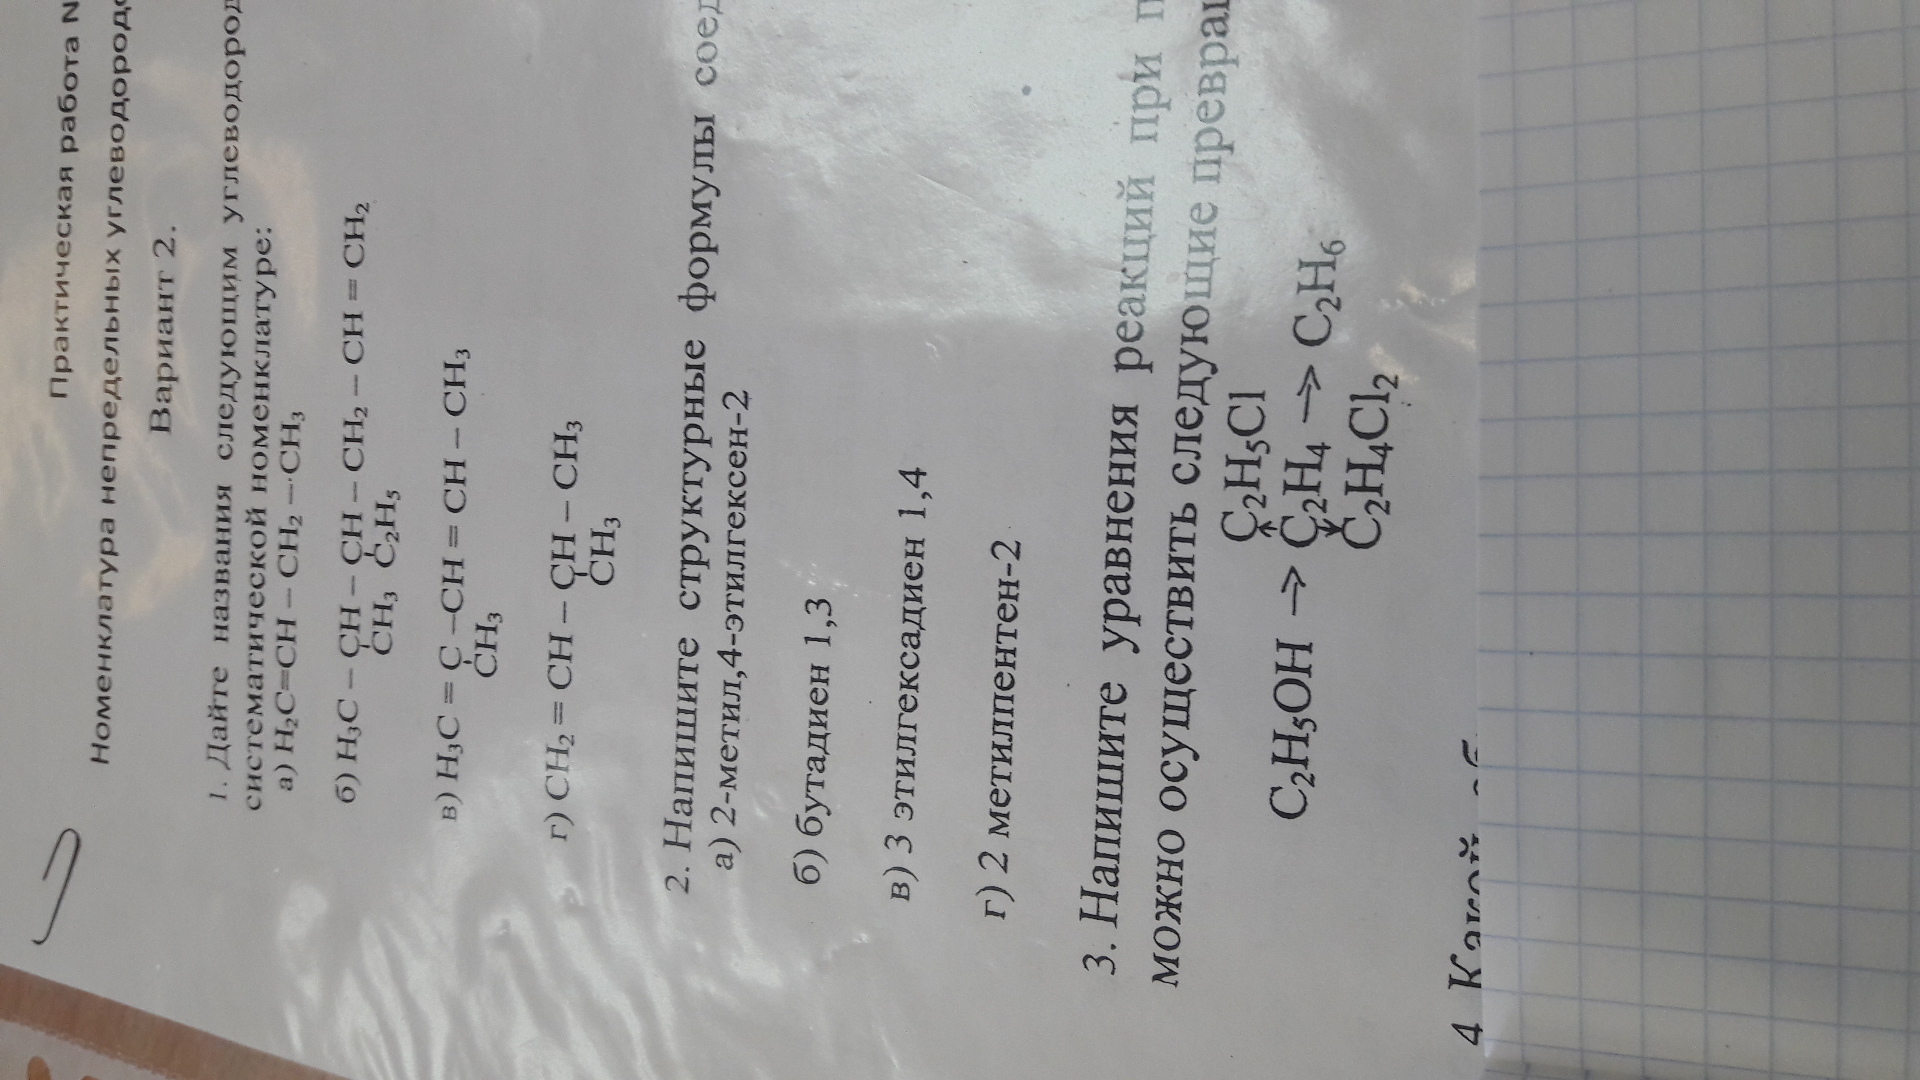 Практическая работа N
Номенклатура непредельных углеводородо
Вариант 2.
1. Дайте названия следующим углеводород
систематической номенклатуре:
а) H₂C=CH – CH₂ – CH₃
б) H₃C – CH – CH – CH₂ – CH = CH₂
CH₃ C₂H₅
в) H₃C = C –CH = CH – CH₃
CH₃
г) CH₂ = CH – CH – CH₃
CH₃
2. Напишите структурные формулы соед
а) 2-метил,4-этилгексен-2
б) бутадиен 1,3
в) 3 этилгексадиен 1,4
г) 2 метилпентен-2
3. Напишите уравнения реакций при п
можно осуществить следующие превращ
C₂H₅Cl
C₂H₅OH → C₂H₄ → C₂H₆
C₂H₄Cl₂
4 Какой